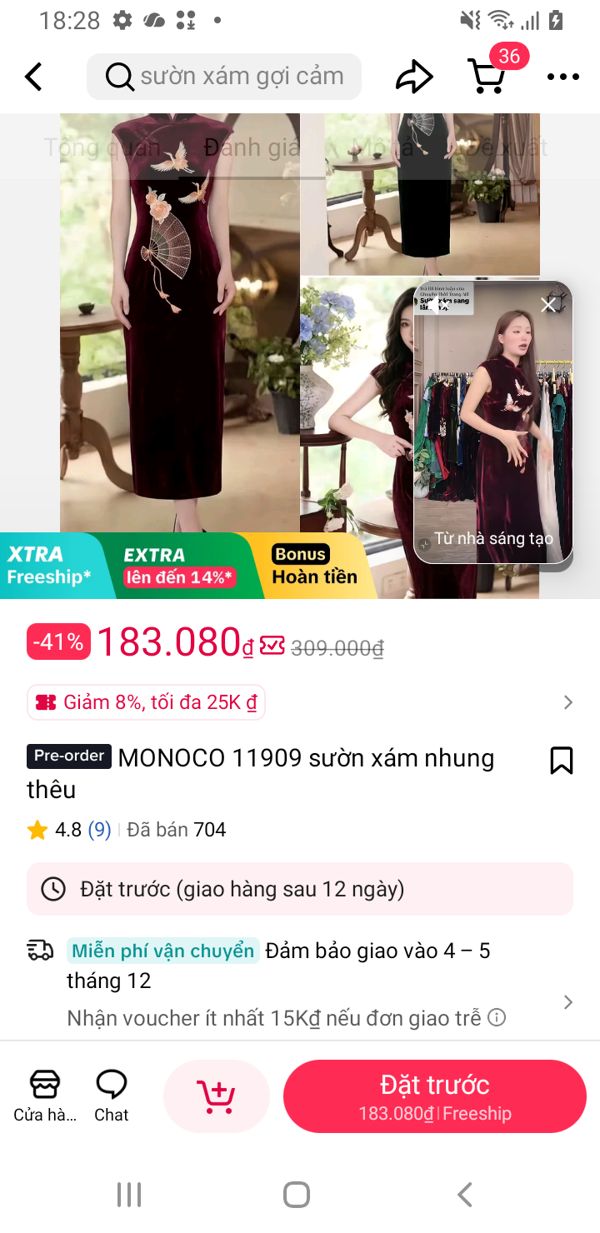 18:28
sườn xám gợi cảm
36
Tổng quan Đánh giá Mô tả Đề xuất
Từ nhà sáng tạo
XTRA
Freeship*
EXTRA
lên đến 14%*
Bonus
Hoàn tiền
-41% 183.080₫ 309.000₫
Giảm 8%, tối đa 25K ₫
Pre-order MONOCO 11909 sườn xám nhung
thêu
4.8 (9) Đã bán 704
Đặt trước (giao hàng sau 12 ngày)
Miễn phí vận chuyển Đảm bảo giao vào 4 – 5
tháng 12
Nhận voucher ít nhất 15K₫ nếu đơn giao trễ
Cửa hà...
Chat
Đặt trước
183.080₫ | Freeship